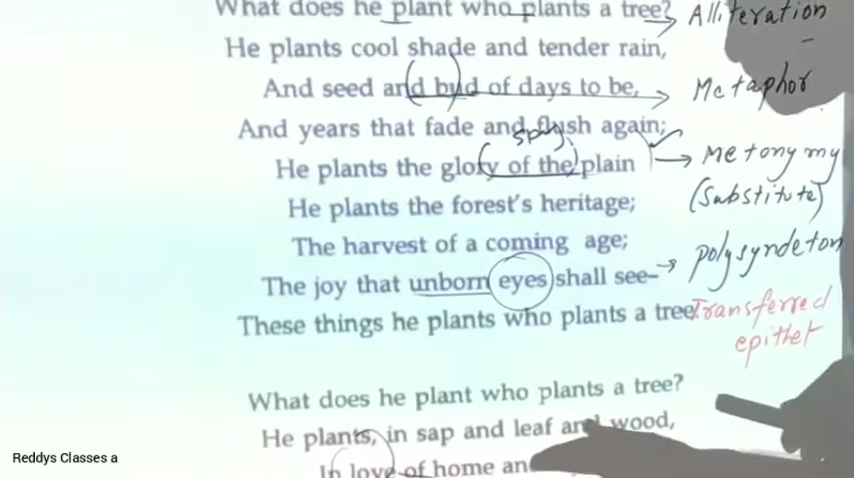 What does he plant who plants a tree? Alliteration
He plants cool shade and tender rain,
And seed and bud of days to be, Metaphor
And years that fade and flush again;
He plants the glory of the plain Metonymy
He plants the forest's heritage; (Substitute)
The harvest of a coming age;
The joy that unborn eyes shall see– polysyndeton
These things he plants who plants a tree. Transferred
epithet
What does he plant who plants a tree?
He plants, in sap and leaf and wood,
In love of home an
Reddys Classes a